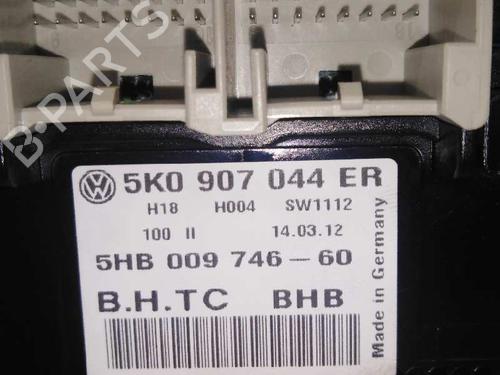 B-PARTS
18
5K0 907 044 ER
H18 H004 SW1112
100 II 14.03.12
5HB 009 746-60
B.H.TC BHB
Made in Germany